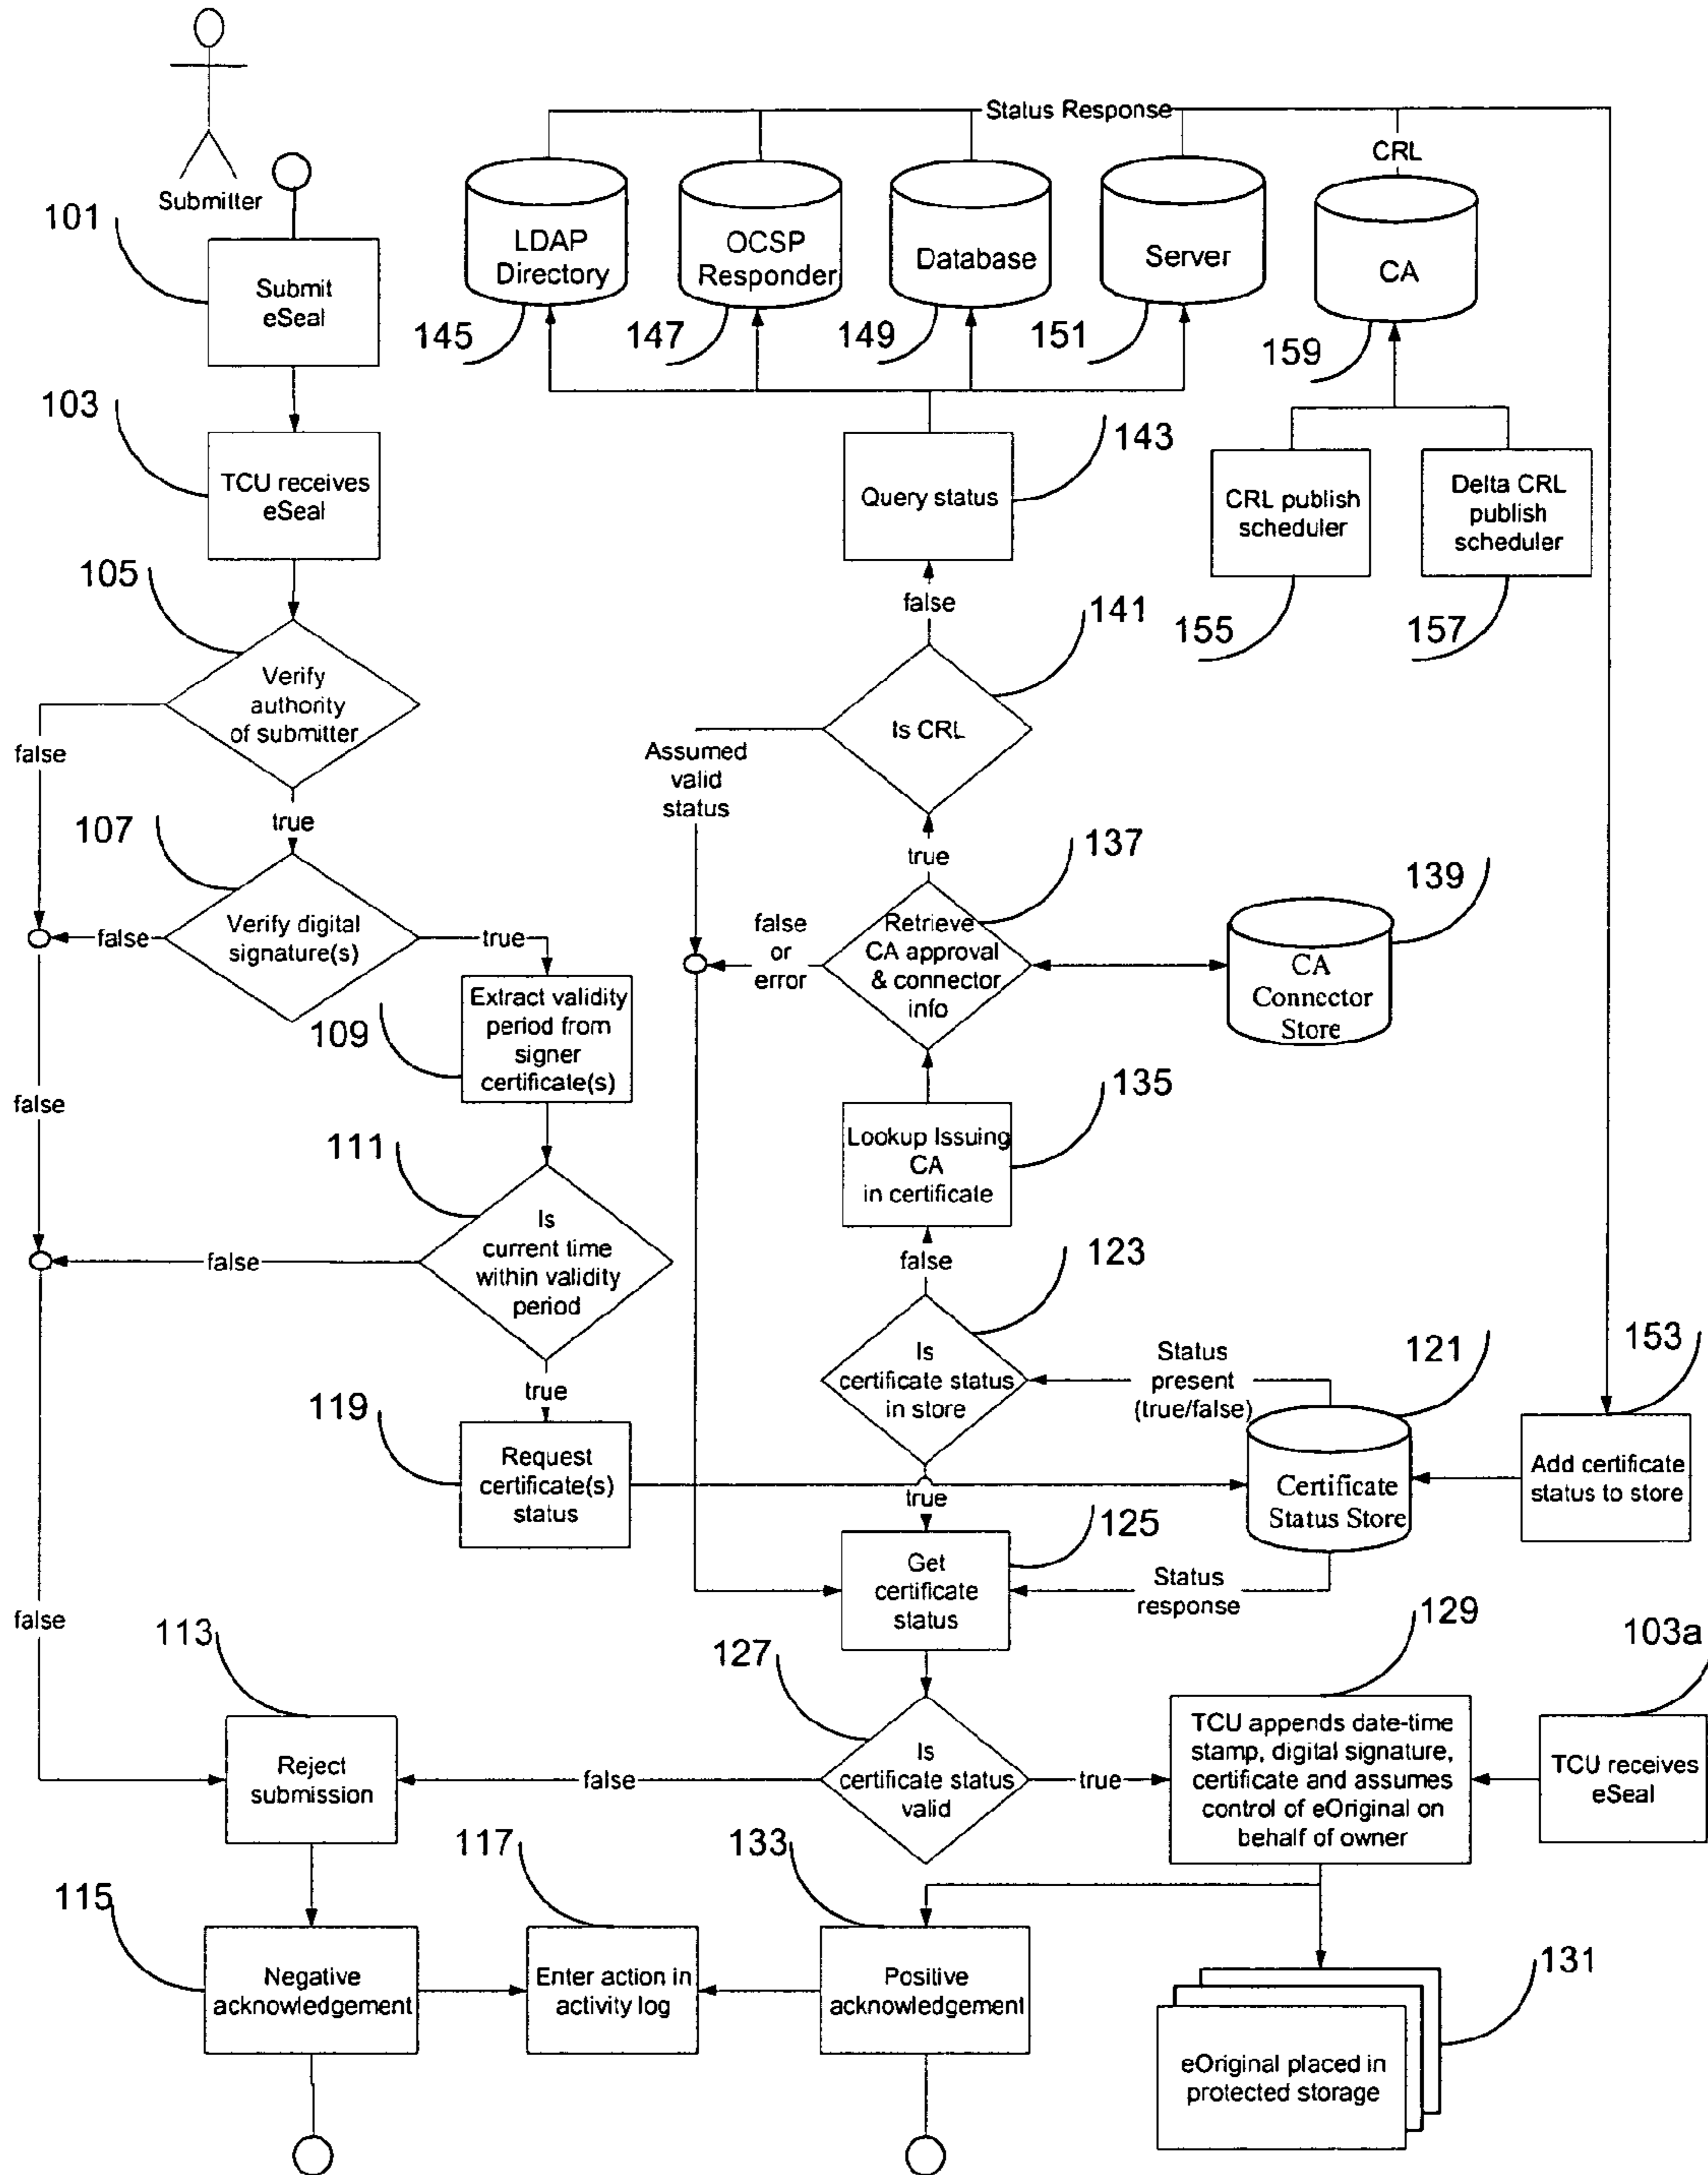 Submitter
101
Submit
eSeal
103
TCU receives
eSeal
105
Verify
authority
of submitter
false
true
107
Verify digital
signature(s)
false
true
Extract validity
period from
signer
certificate(s)
109
false
111
Is
current time
within validity
period
false
true
119
Request
certificate(s)
status
false
113
Reject
submission
115
Negative
acknowledgement
117
Enter action in
activity log
Status Response
LDAP
Directory
145
OCSP
Responder
147
Database
149
Server
151
CRL
CA
159
143
Query status
CRL publish
scheduler
155
Delta CRL
publish
scheduler
157
false
141
Is CRL
Assumed
valid
status
true
137
Retrieve
CA approval
& connector
info
false
or
error
139
CA
Connector
Store
135
Lookup Issuing
CA
in certificate
false
123
Is
certificate status
in store
Status
present
(true/false)
121
Certificate
Status Store
153
Add certificate
status to store
true
125
Get
certificate
status
Status
response
127
Is
certificate status
valid
false
true
129
TCU appends date-time
stamp, digital signature,
certificate and assumes
control of eOriginal on
behalf of owner
103a
TCU receives
eSeal
133
Positive
acknowledgement
131
eOriginal placed in
protected storage